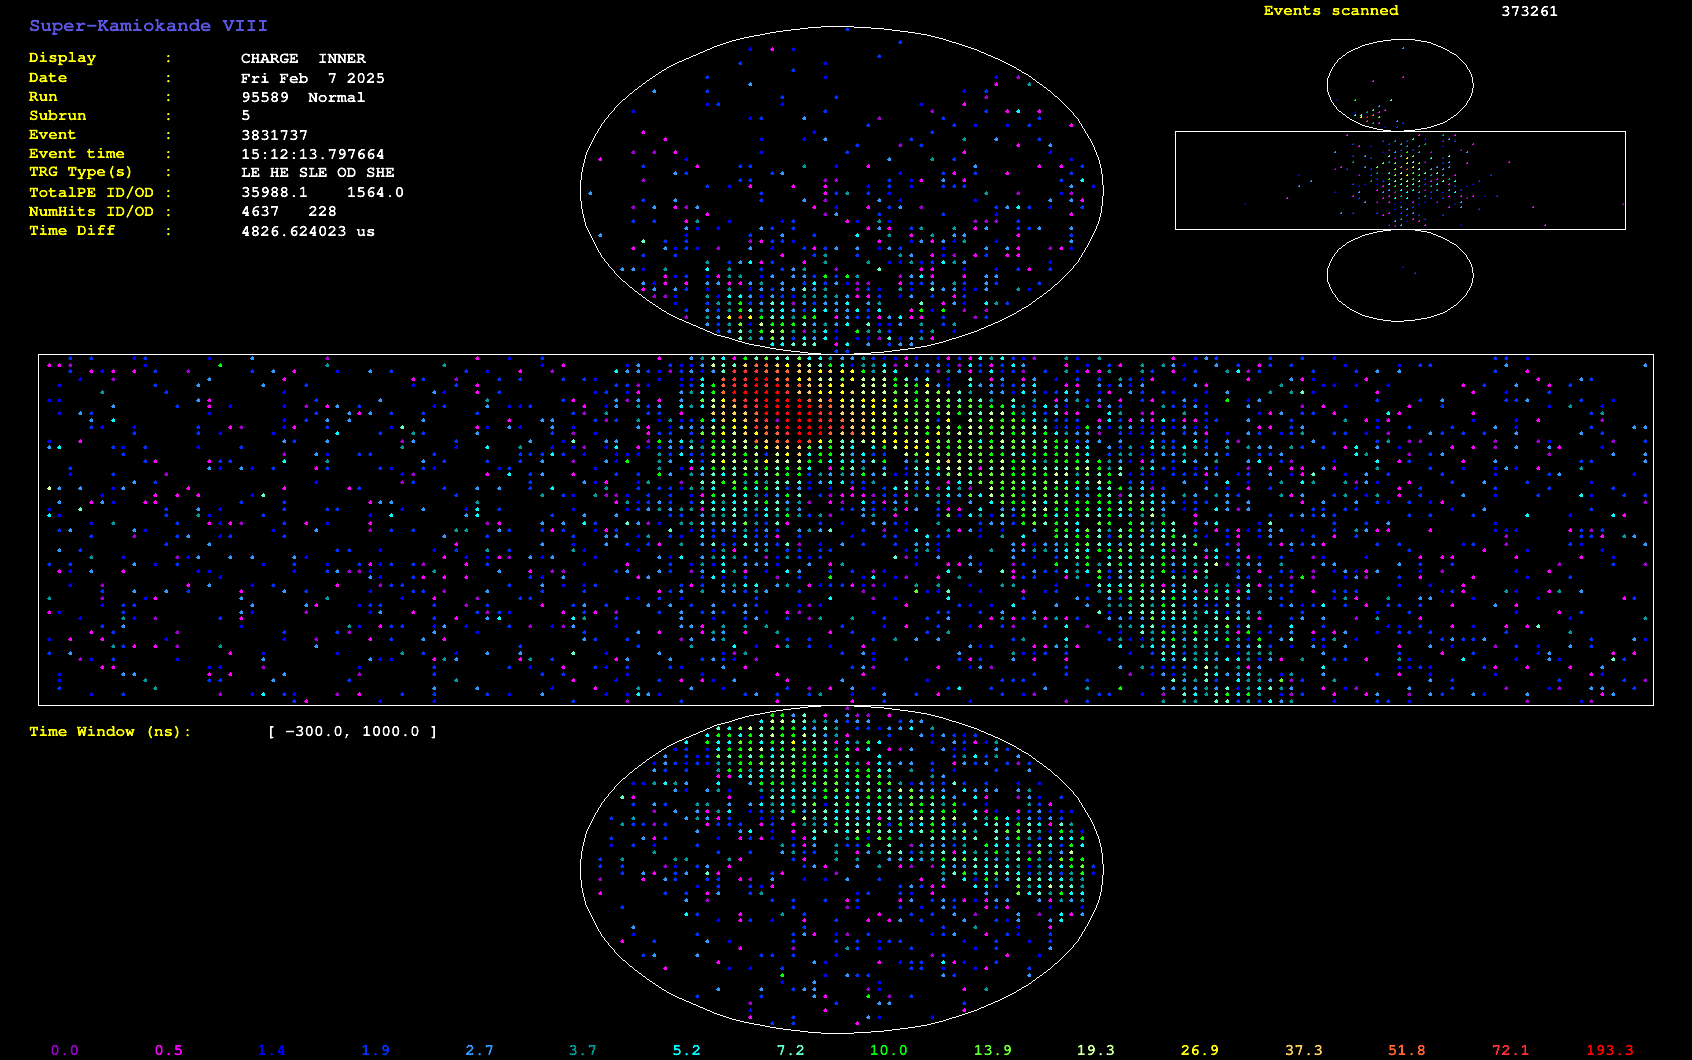 Super-Kamiokande VIII
Display : CHARGE INNER
Date : Fri Feb 7 2025
Run : 95589 Normal
Subrun : 5
Event : 3831737
Event time : 15:12:13.797664
TRG Type(s) : LE HE SLE OD SHE
TotalPE ID/OD : 35988.1 1564.0
NumHits ID/OD : 4637 228
Time Diff : 4826.624023 us
Events scanned 373261
Time Window (ns): [ -300.0, 1000.0 ]
0.0 0.5 1.4 1.9 2.7 3.7 5.2 7.2 10.0 13.9 19.3 26.9 37.3 51.8 72.1 193.3